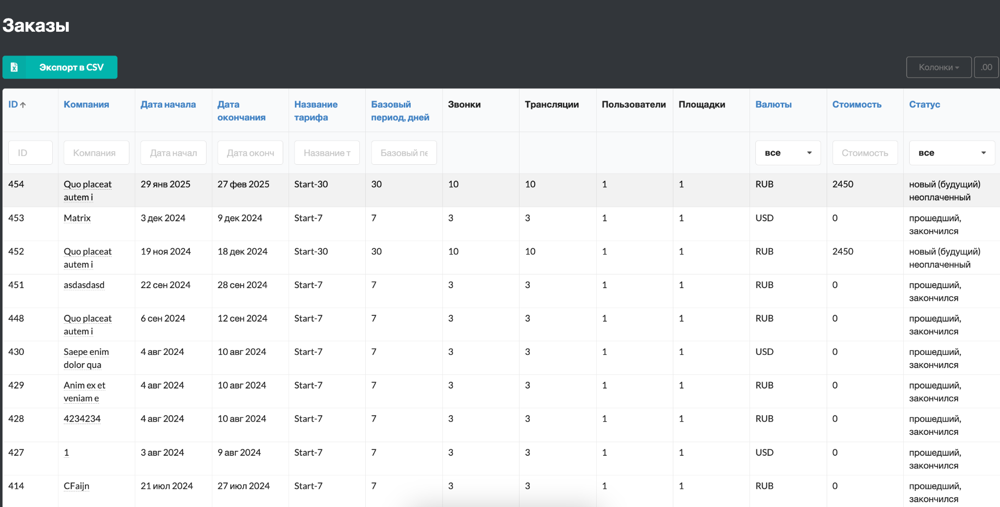 Заказы
Экспорт в CSV
Колонки
.00
ID Компания Дата начала Дата окончания Название тарифа Базовый период, дней Звонки Трансляции Пользователи Площадки Валюты Стоимость Статус
ID Компания Дата начал Дата оконч Название т Базовый пе все Стоимость все
454 Quo placeat autem i 29 янв 2025 27 фев 2025 Start-30 30 10 10 1 1 RUB 2450 новый (будущий) неоплаченный
453 Matrix 3 дек 2024 9 дек 2024 Start-7 7 3 3 1 1 USD 0 прошедший, закончился
452 Quo placeat autem i 19 ноя 2024 18 дек 2024 Start-30 30 10 10 1 1 RUB 2450 новый (будущий) неоплаченный
451 asdasdasd 22 сен 2024 28 сен 2024 Start-7 7 3 3 1 1 RUB 0 прошедший, закончился
448 Quo placeat autem i 6 сен 2024 12 сен 2024 Start-7 7 3 3 1 1 RUB 0 прошедший, закончился
430 Saepe enim dolor qua 4 авг 2024 10 авг 2024 Start-7 7 3 3 1 1 USD 0 прошедший, закончился
429 Anim ex et veniam e 4 авг 2024 10 авг 2024 Start-7 7 3 3 1 1 RUB 0 прошедший, закончился
428 4234234 4 авг 2024 10 авг 2024 Start-7 7 3 3 1 1 RUB 0 прошедший, закончился
427 1 3 авг 2024 9 авг 2024 Start-7 7 3 3 1 1 USD 0 прошедший, закончился
414 CFaijn 21 июл 2024 27 июл 2024 Start-7 7 3 3 1 1 RUB 0 прошедший, закончился